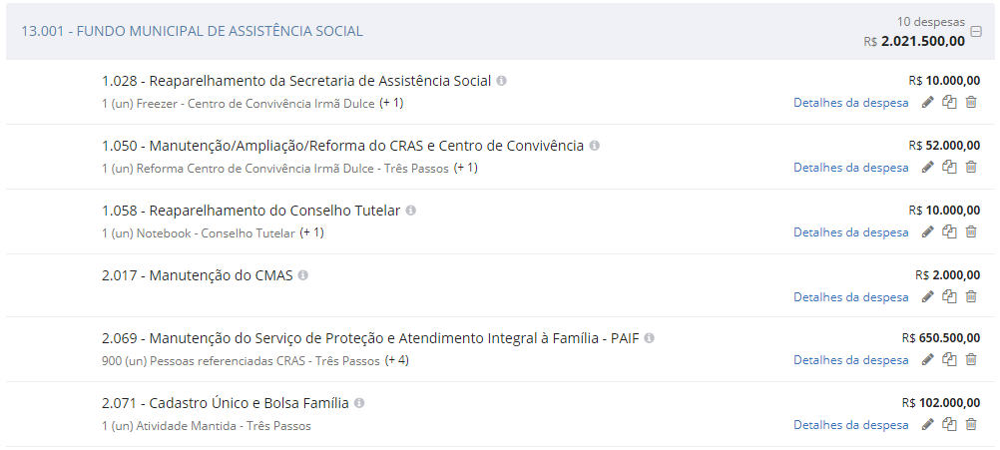 13.001 - FUNDO MUNICIPAL DE ASSISTÊNCIA SOCIAL
10 despesas
R$ 2.021.500,00
1.028 - Reaparelhamento da Secretaria de Assistência Social
R$ 10.000,00
1 (un) Freezer - Centro de Convivência Irmã Dulce (+ 1)
Detalhes da despesa
1.050 - Manutenção/Ampliação/Reforma do CRAS e Centro de Convivência
R$ 52.000,00
1 (un) Reforma Centro de Convivência Irmã Dulce - Três Passos (+ 1)
Detalhes da despesa
1.058 - Reaparelhamento do Conselho Tutelar
R$ 10.000,00
1 (un) Notebook - Conselho Tutelar (+ 1)
Detalhes da despesa
2.017 - Manutenção do CMAS
R$ 2.000,00
Detalhes da despesa
2.069 - Manutenção do Serviço de Proteção e Atendimento Integral à Família - PAIF
R$ 650.500,00
900 (un) Pessoas referenciadas CRAS - Três Passos (+ 4)
Detalhes da despesa
2.071 - Cadastro Único e Bolsa Família
R$ 102.000,00
1 (un) Atividade Mantida - Três Passos
Detalhes da despesa